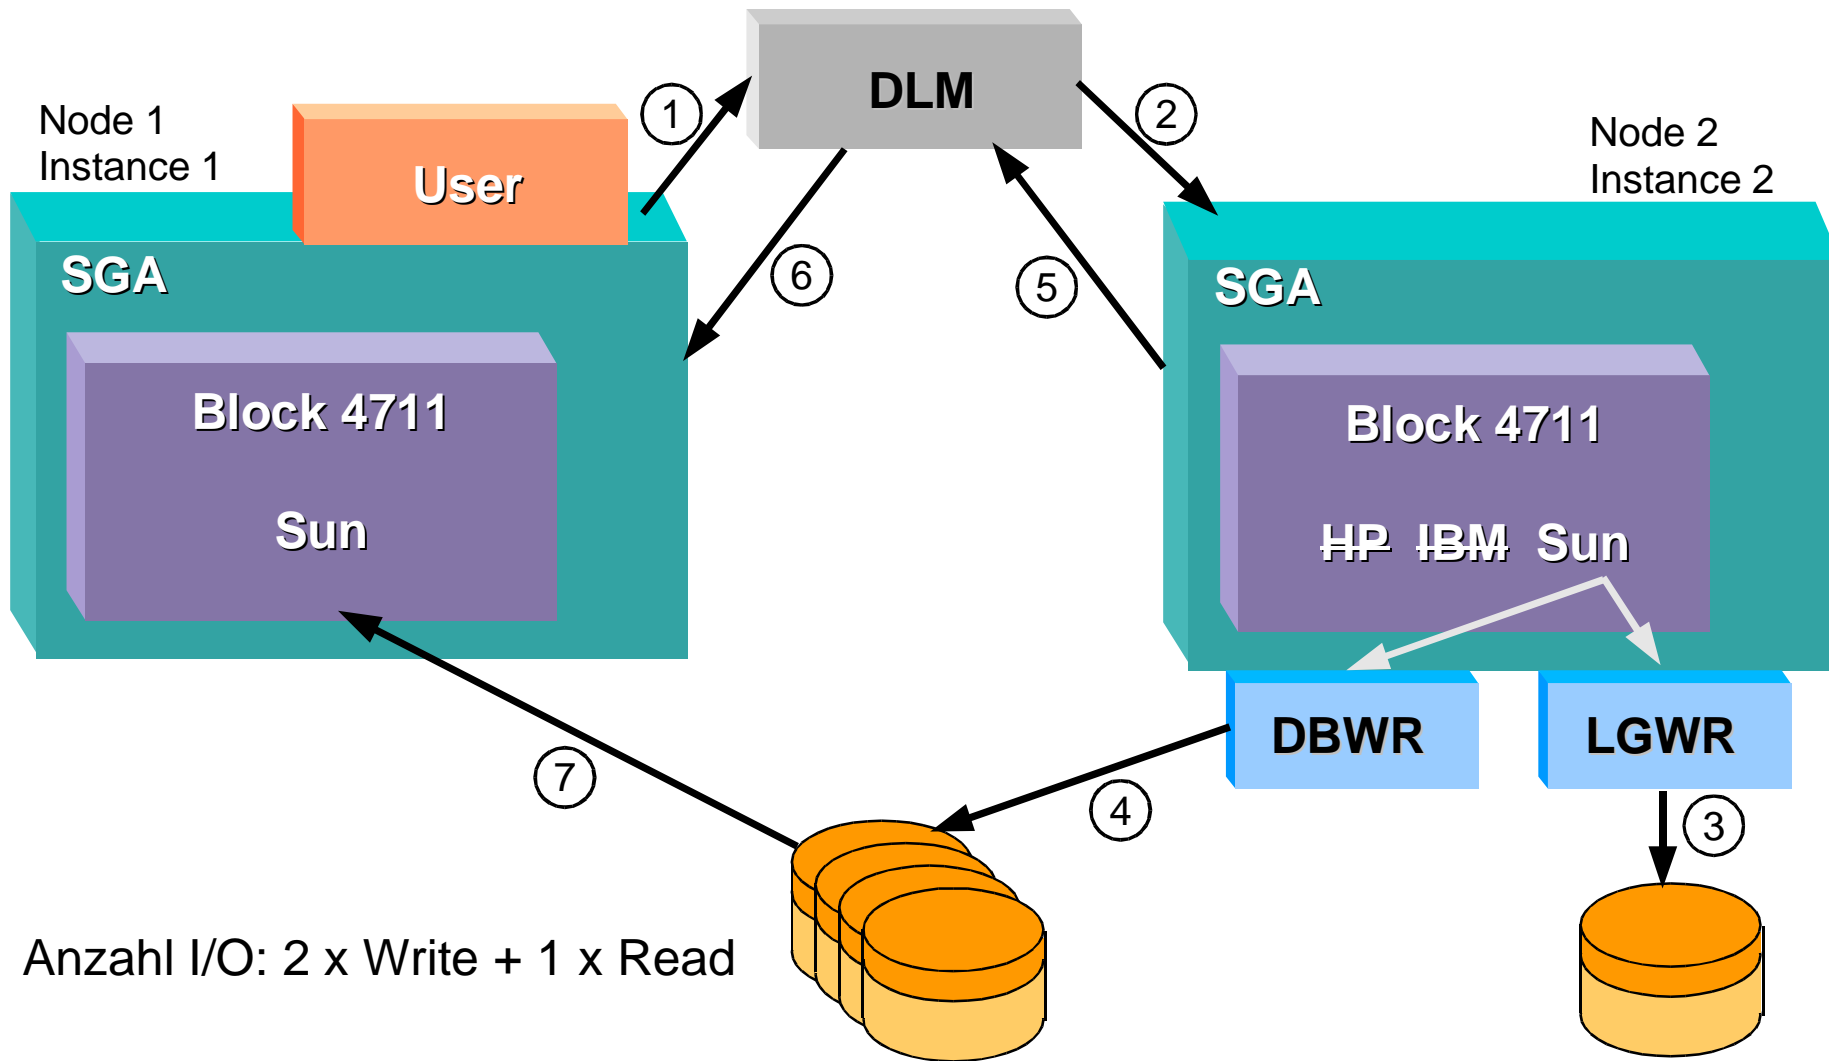 DLM
1
2
Node 1
Instance 1
Node 2
Instance 2
User
SGA
6
5
SGA
Block 4711
Block 4711
Sun
HP IBM Sun
DBWR
LGWR
7
4
3
Anzahl I/O: 2 x Write + 1 x Read